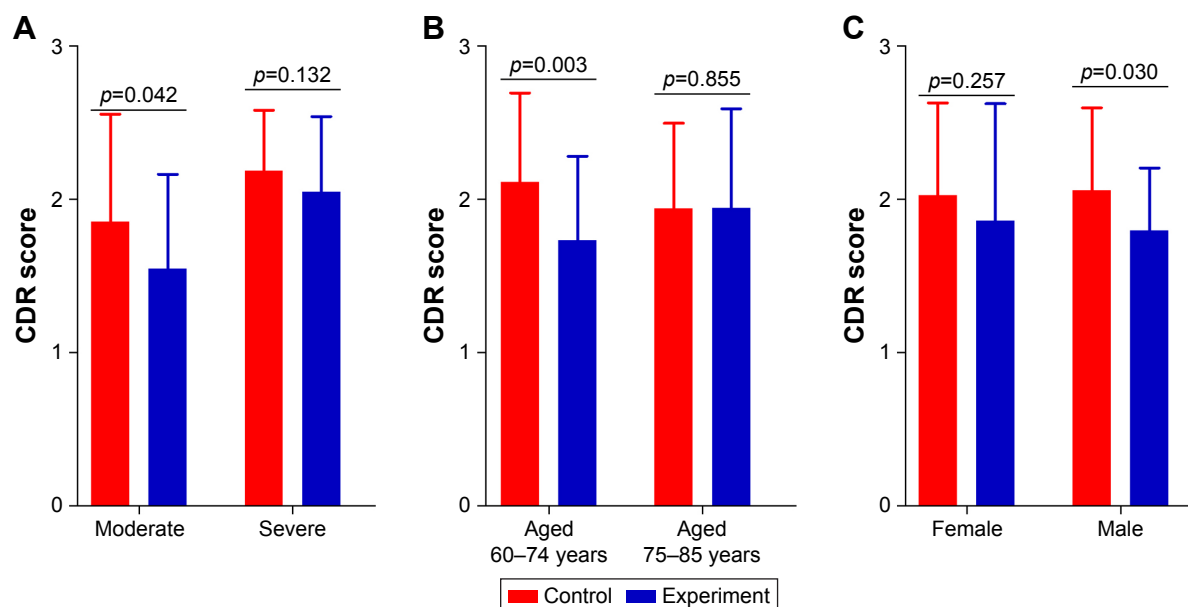 A
CDR score
3
2
1
0
p=0.042
p=0.132
Moderate
Severe
B
CDR score
3
2
1
0
p=0.003
p=0.855
Aged
60–74 years
Aged
75–85 years
C
CDR score
3
2
1
0
p=0.257
p=0.030
Female
Male
Control
Experiment